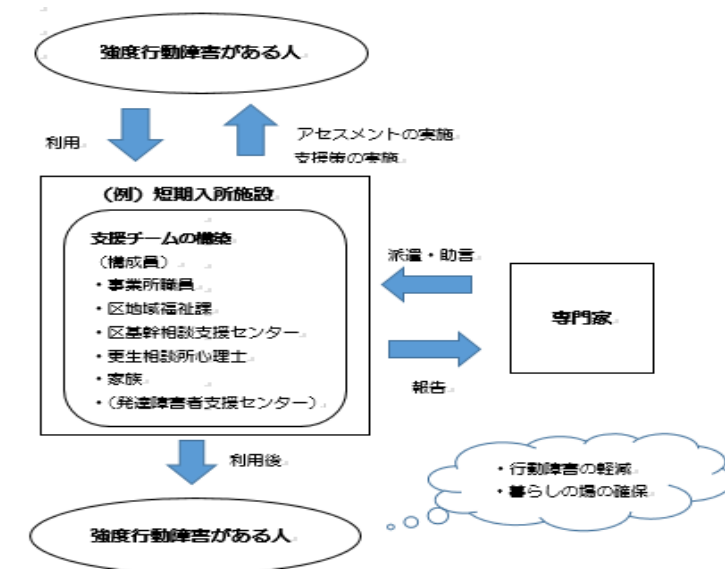 強度行動障害がある人
利用
アセスメントの実施
支援策の実施
（例）短期入所施設
支援チームの構築
（構成員）
・事業所職員
・区地域福祉課
・区基幹相談支援センター
・更生相談所心理士
・家族
・（発達障害者支援センター）
派遣・助言
専門家
報告
利用後
・行動障害の軽減
・暮らしの場の確保
強度行動障害がある人